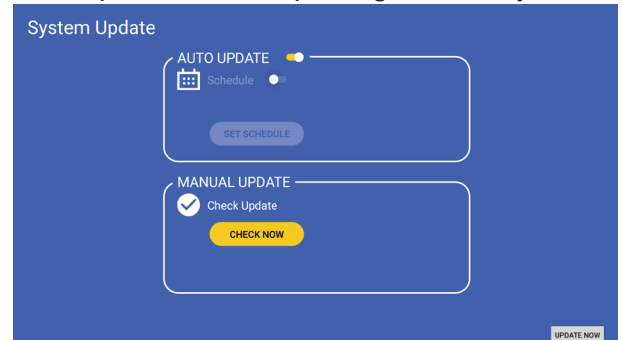 System Update
AUTO UPDATE
Schedule
SET SCHEDULE
MANUAL UPDATE
Check Update
CHECK NOW
UPDATE NOW